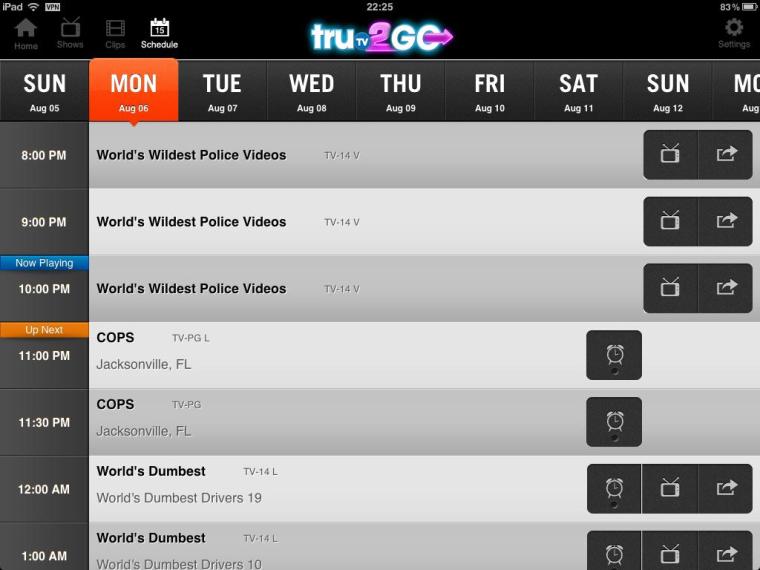 iPad VPN 22:25 83%
Home Shows Clips 15 Schedule tru TV 2GO Settings
SUN MON TUE WED THU FRI SAT SUN MO
Aug 05 Aug 06 Aug 07 Aug 08 Aug 09 Aug 10 Aug 11 Aug 12 Aug
8:00 PM World's Wildest Police Videos TV-14 V
9:00 PM World's Wildest Police Videos TV-14 V
Now Playing
10:00 PM World's Wildest Police Videos TV-14 V
Up Next
COPS TV-PG L
11:00 PM
Jacksonville, FL
COPS TV-PG
11:30 PM
Jacksonville, FL
World's Dumbest TV-14 L
12:00 AM
World's Dumbest Drivers 19
World's Dumbest TV-14 L
1:00 AM
World's Dumbest Drivers 10